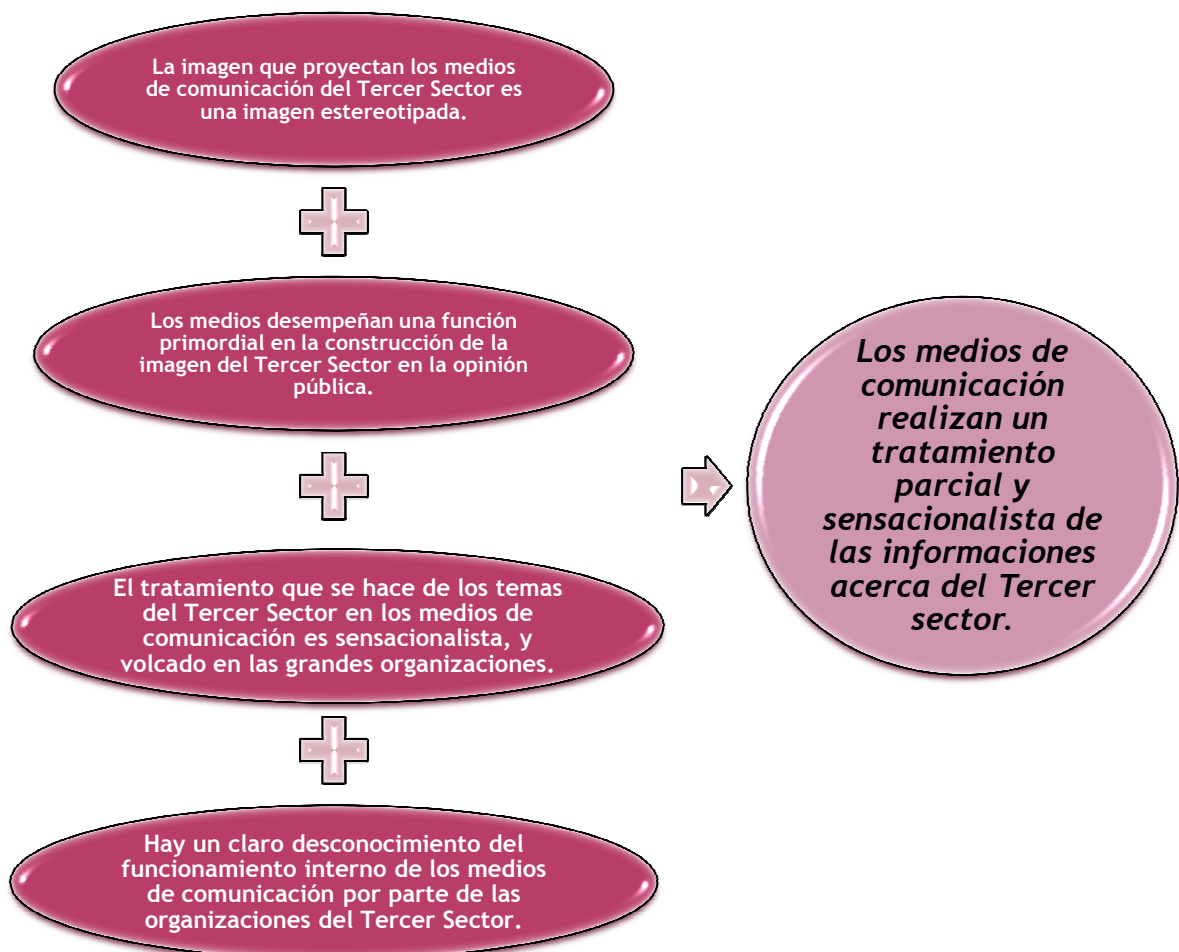 La imagen que proyectan los medios
de comunicación del Tercer Sector es
una imagen estereotipada.
Los medios desempeñan una función
primordial en la construcción de la
imagen del Tercer Sector en la opinión
pública.
El tratamiento que se hace de los temas
del Tercer Sector en los medios de
comunicación es sensacionalista, y
volcado en las grandes organizaciones.
Hay un claro desconocimiento del
funcionamiento interno de los medios
de comunicación por parte de las
organizaciones del Tercer Sector.
Los medios de
comunicación
realizan un
tratamiento
parcial y
sensacionalista de
las informaciones
acerca del Tercer
sector.